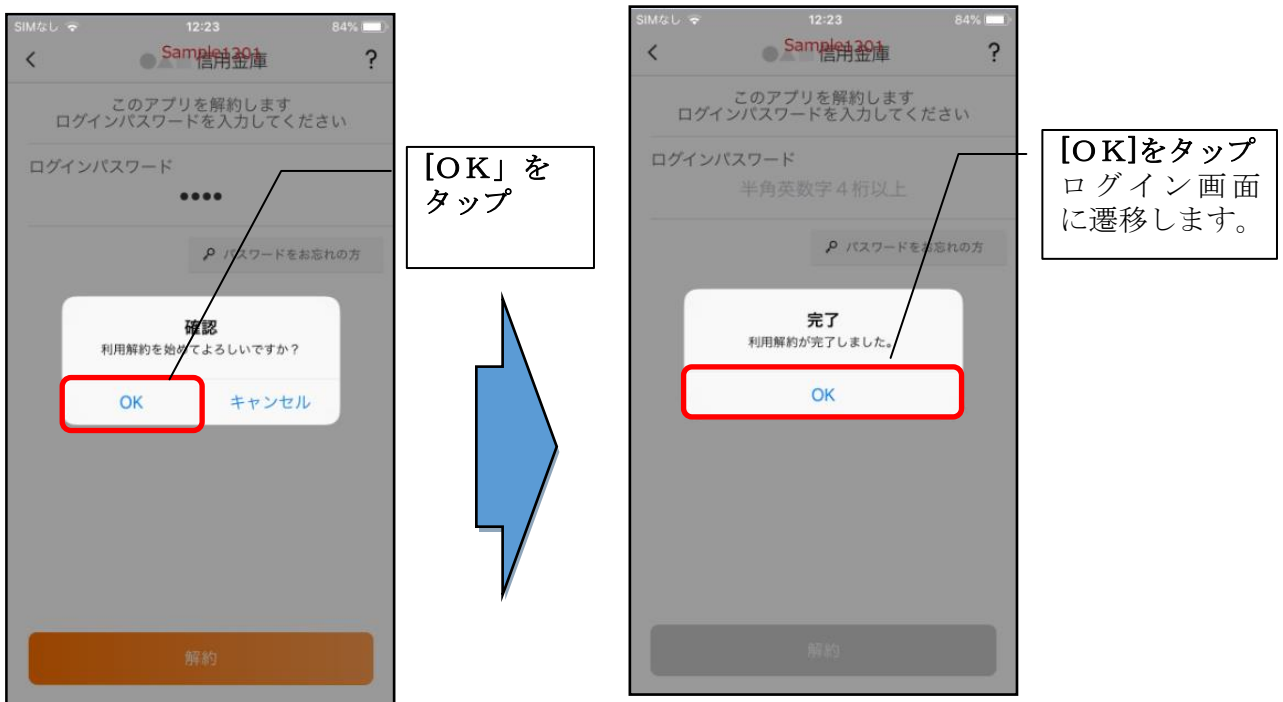 SIMなし 12:23 84%
Sample1201
信用金庫 ?
このアプリを解約します
ログインパスワードを入力してください
ログインパスワード
••••
パスワードをお忘れの方
確認
利用解約を始めてよろしいですか?
OK キャンセル
解約
[ＯＫ」を
タップ
SIMなし 12:23 84%
Sample1201
信用金庫 ?
このアプリを解約します
ログインパスワードを入力してください
ログインパスワード
半角英数字４桁以上
パスワードをお忘れの方
完了
利用解約が完了しました。
OK
解約
[ＯＫ]をタップ
ログイン画面
に遷移します。